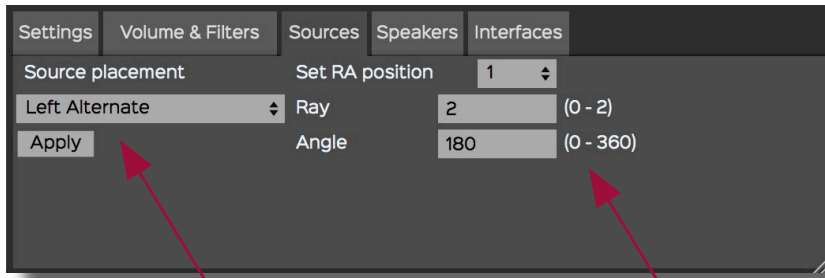 Settings Volume & Filters Sources Speakers Interfaces
Source placement Set RA position 1
Left Alternate Ray 2 (0 - 2)
Apply Angle 180 (0 - 360)